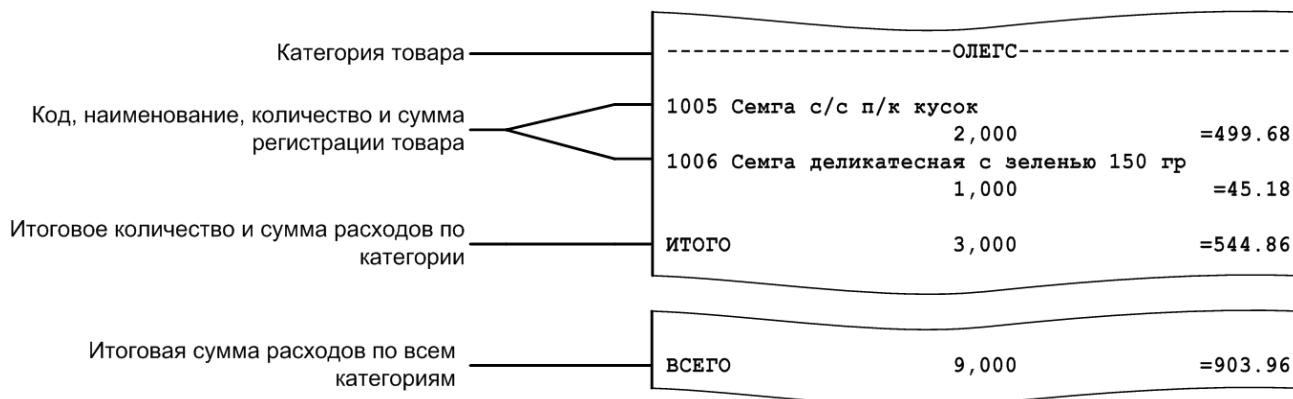 Категория товара
---------------------ОЛЕГС---------------------
Код, наименование, количество и сумма
регистрации товара
1005 Семга с/с п/к кусок
2,000 =499.68
1006 Семга деликатесная с зеленью 150 гр
1,000 =45.18
Итоговое количество и сумма расходов по
категории
ИТОГО 3,000 =544.86
Итоговая сумма расходов по всем
категориям
ВСЕГО 9,000 =903.96